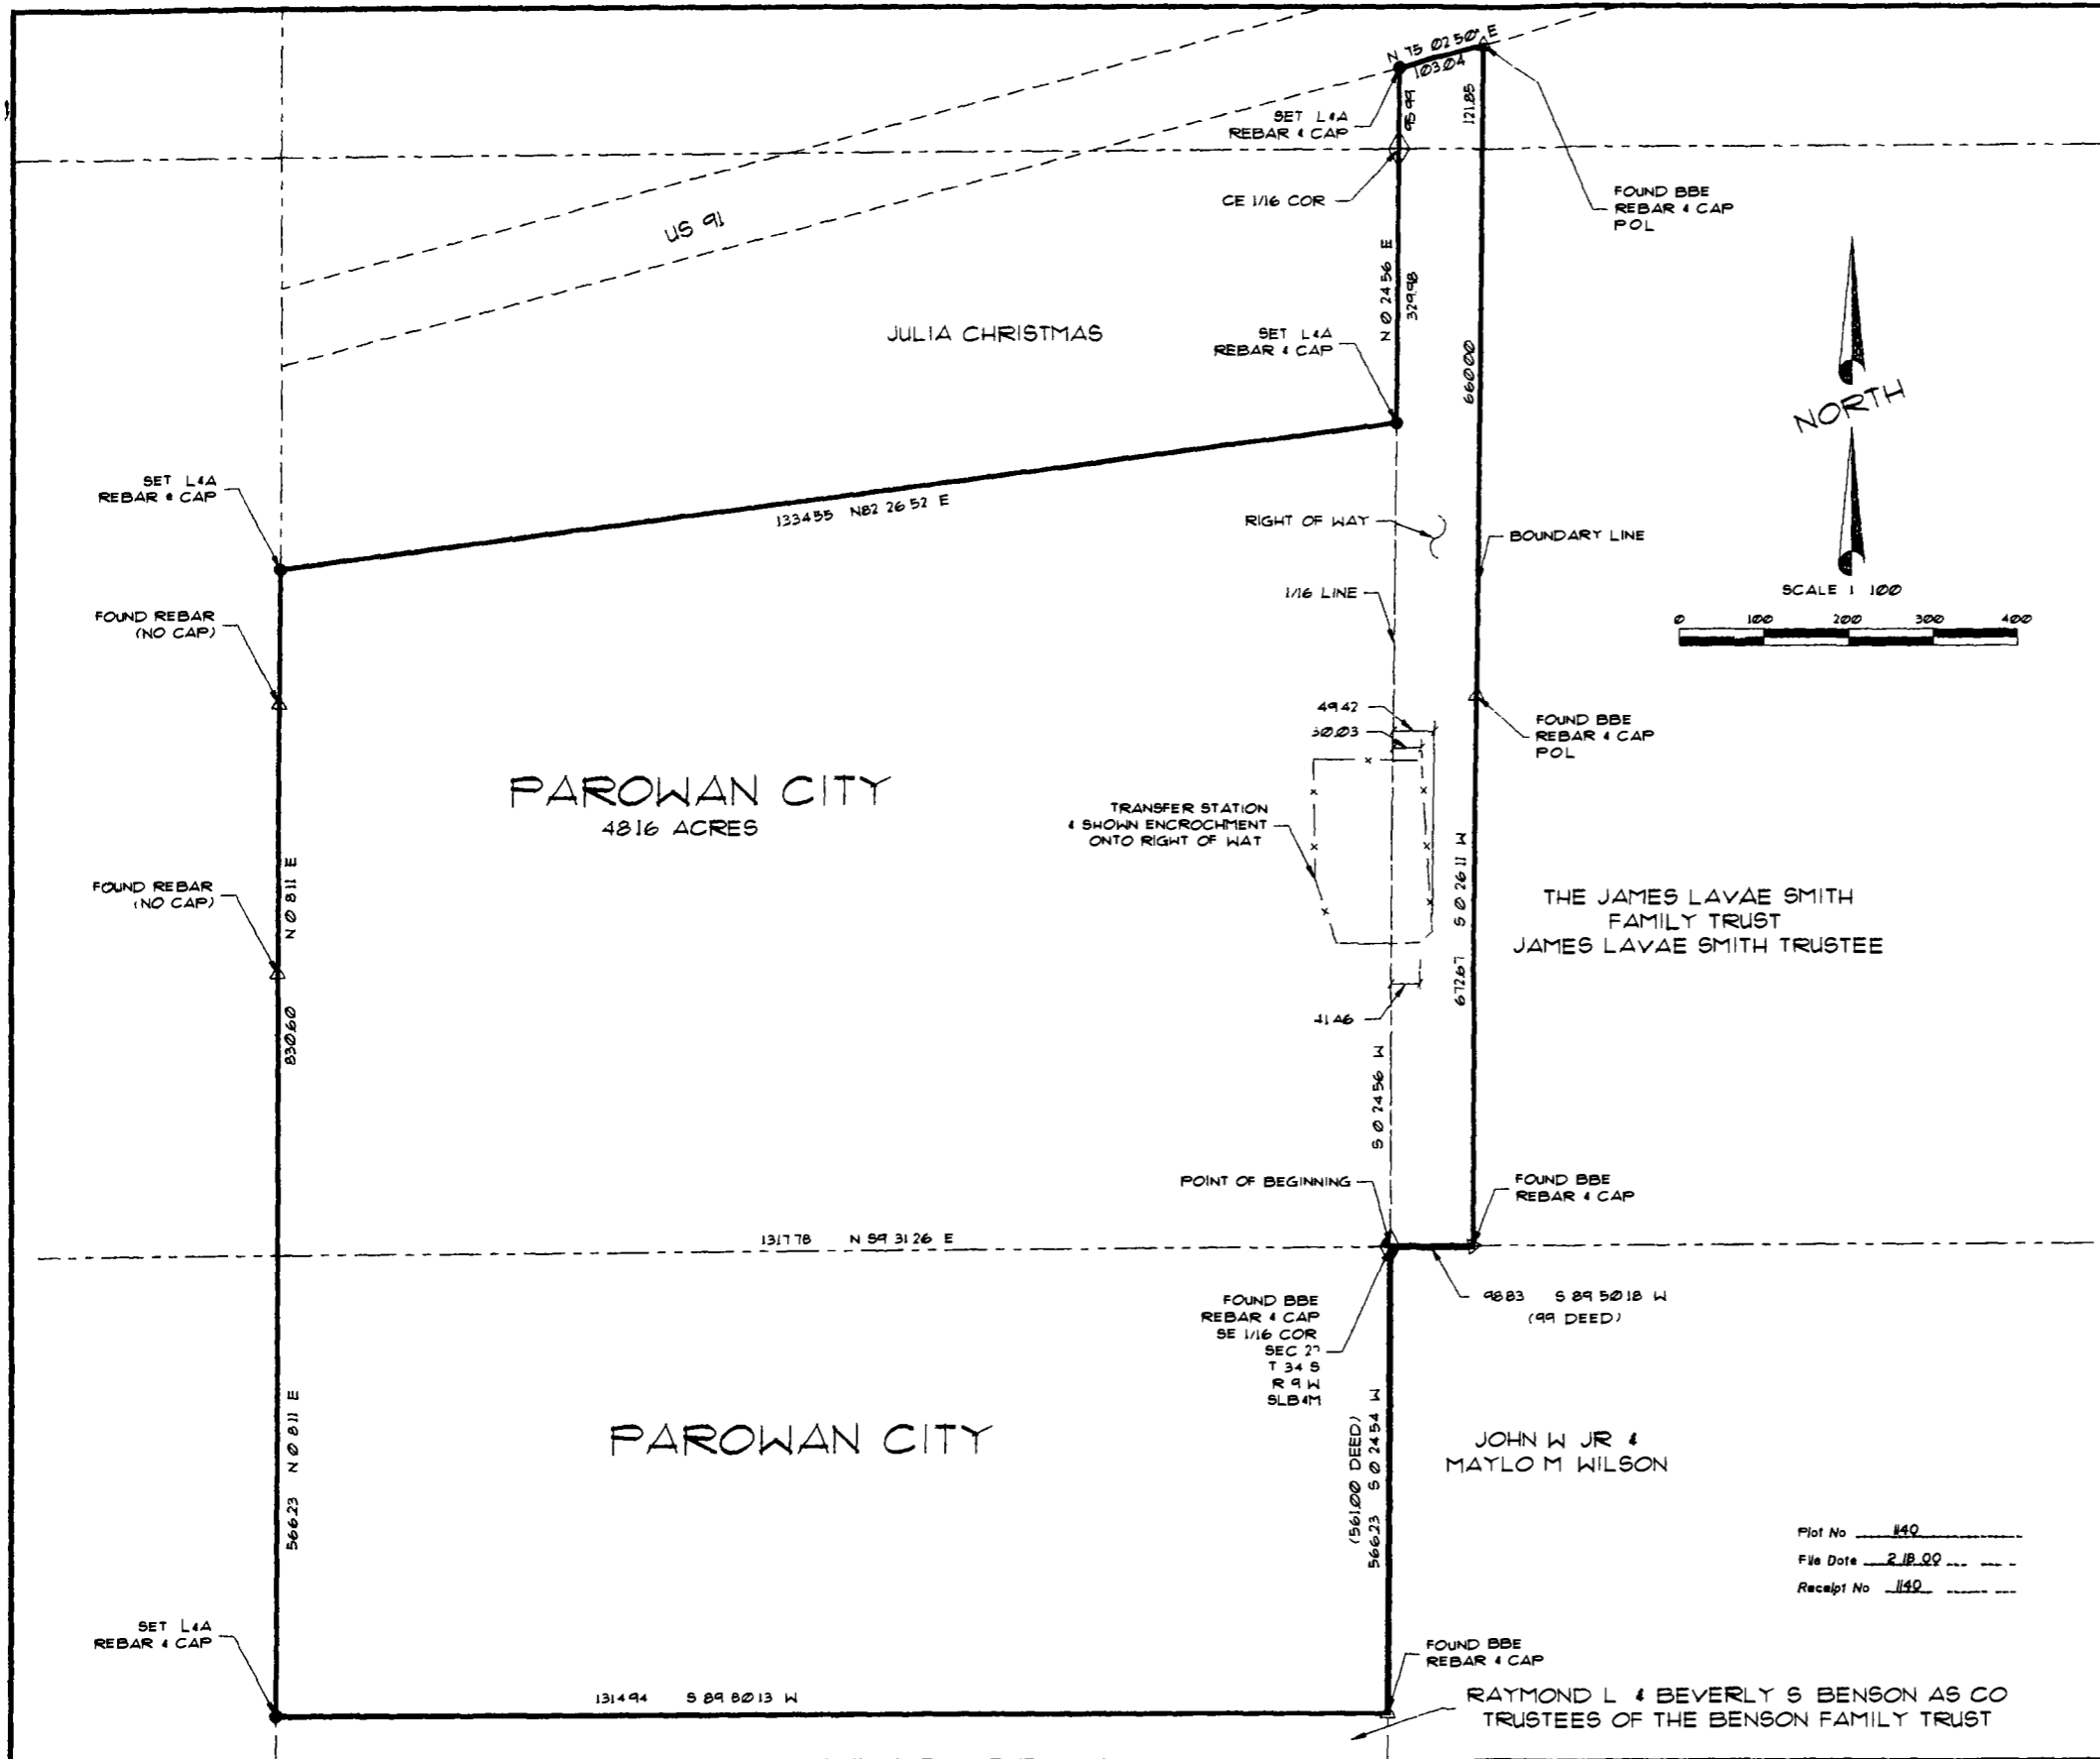 N 75 02 50" E
103.04
SET L&A
REBAR & CAP
95.99
121.85
CE 1/16 COR
FOUND BBE
REBAR & CAP
POL
US 91
N 0 24 56 E
329.98
JULIA CHRISTMAS
SET L&A
REBAR & CAP
660.00
NORTH
SET L&A
REBAR & CAP
1334.55 N82 26 52 E
RIGHT OF WAY
BOUNDARY LINE
1/16 LINE
SCALE 1 100
0 100 200 300 400
FOUND REBAR
(NO CAP)
49.42
30.03
FOUND BBE
REBAR & CAP
POL
PAROWAN CITY
48.16 ACRES
TRANSFER STATION
& SHOWN ENCROCHMENT
ONTO RIGHT OF WAT
N 0 8 11 E
830.60
FOUND REBAR
(NO CAP)
672.67 S 0 26 11 W
THE JAMES LAVAE SMITH
FAMILY TRUST
JAMES LAVAE SMITH TRUSTEE
41.46
S 0 24 56 W
POINT OF BEGINNING
FOUND BBE
REBAR & CAP
1317.78 N 89 31 26 E
98.83 S 89 50 18 W
(99 DEED)
FOUND BBE
REBAR & CAP
SE 1/16 COR
SEC
T 34 S
R 9 W
SLB&M
566.23 N 0 8 11 E
PAROWAN CITY
(561.00 DEED)
566.23 S 0 24 54 W
JOHN W JR &
MAYLO M WILSON
Plot No 1140
File Date 2.18.00
Receipt No 1140
SET L&A
REBAR & CAP
FOUND BBE
REBAR & CAP
1314.94 S 89 80 13 W
RAYMOND L & BEVERLY S BENSON AS CO
TRUSTEES OF THE BENSON FAMILY TRUST